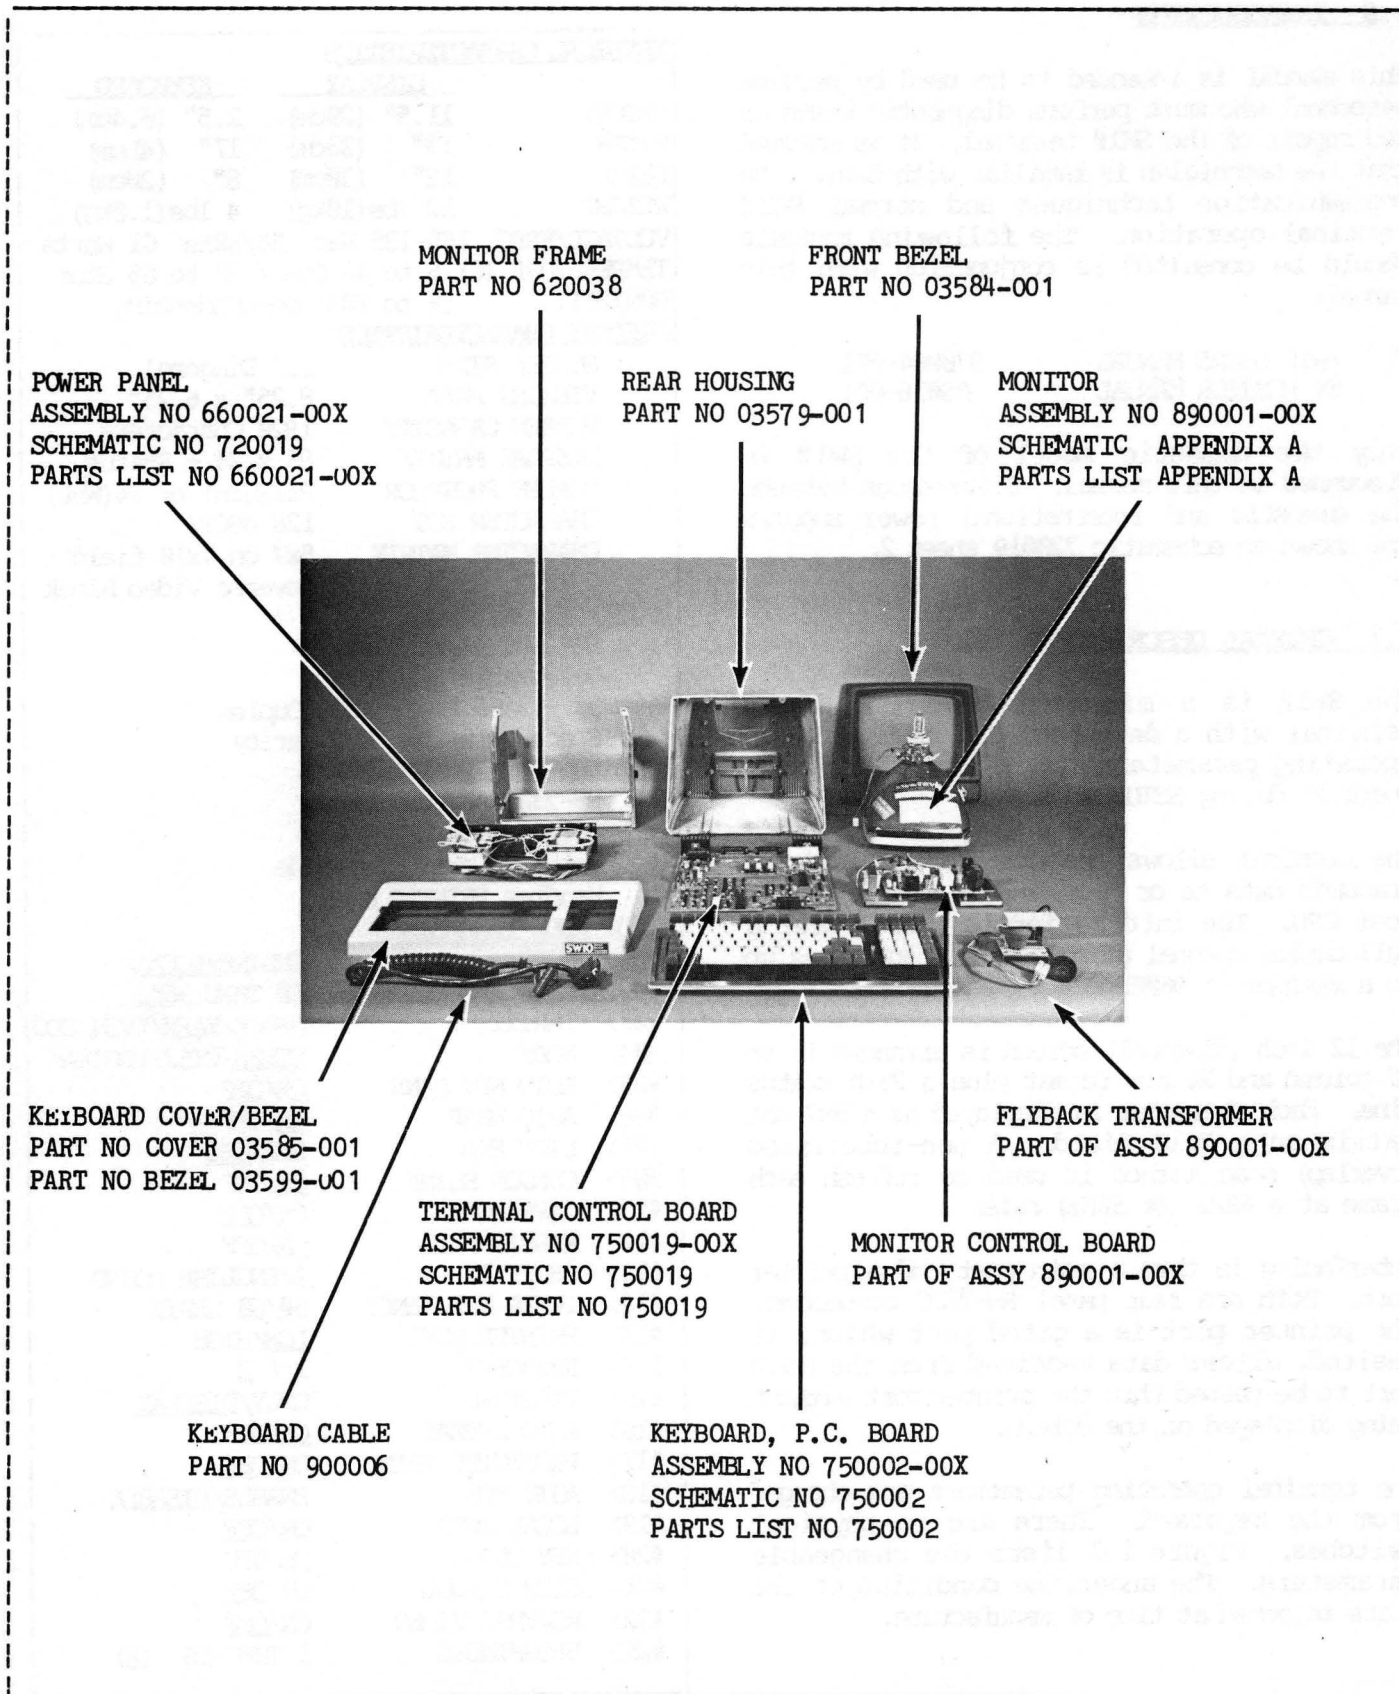 MONITOR FRAME
PART NO 620038
FRONT BEZEL
PART NO 03584-001
POWER PANEL
ASSEMBLY NO 660021-00X
SCHEMATIC NO 720019
PARTS LIST NO 660021-00X
REAR HOUSING
PART NO 03579-001
MONITOR
ASSEMBLY NO 890001-00X
SCHEMATIC APPENDIX A
PARTS LIST APPENDIX A
SW10
KEYBOARD COVER/BEZEL
PART NO COVER 03585-001
PART NO BEZEL 03599-001
FLYBACK TRANSFORMER
PART OF ASSY 890001-00X
TERMINAL CONTROL BOARD
ASSEMBLY NO 750019-00X
SCHEMATIC NO 750019
PARTS LIST NO 750019
MONITOR CONTROL BOARD
PART OF ASSY 890001-00X
KEYBOARD CABLE
PART NO 900006
KEYBOARD, P.C. BOARD
ASSEMBLY NO 750002-00X
SCHEMATIC NO 750002
PARTS LIST NO 750002